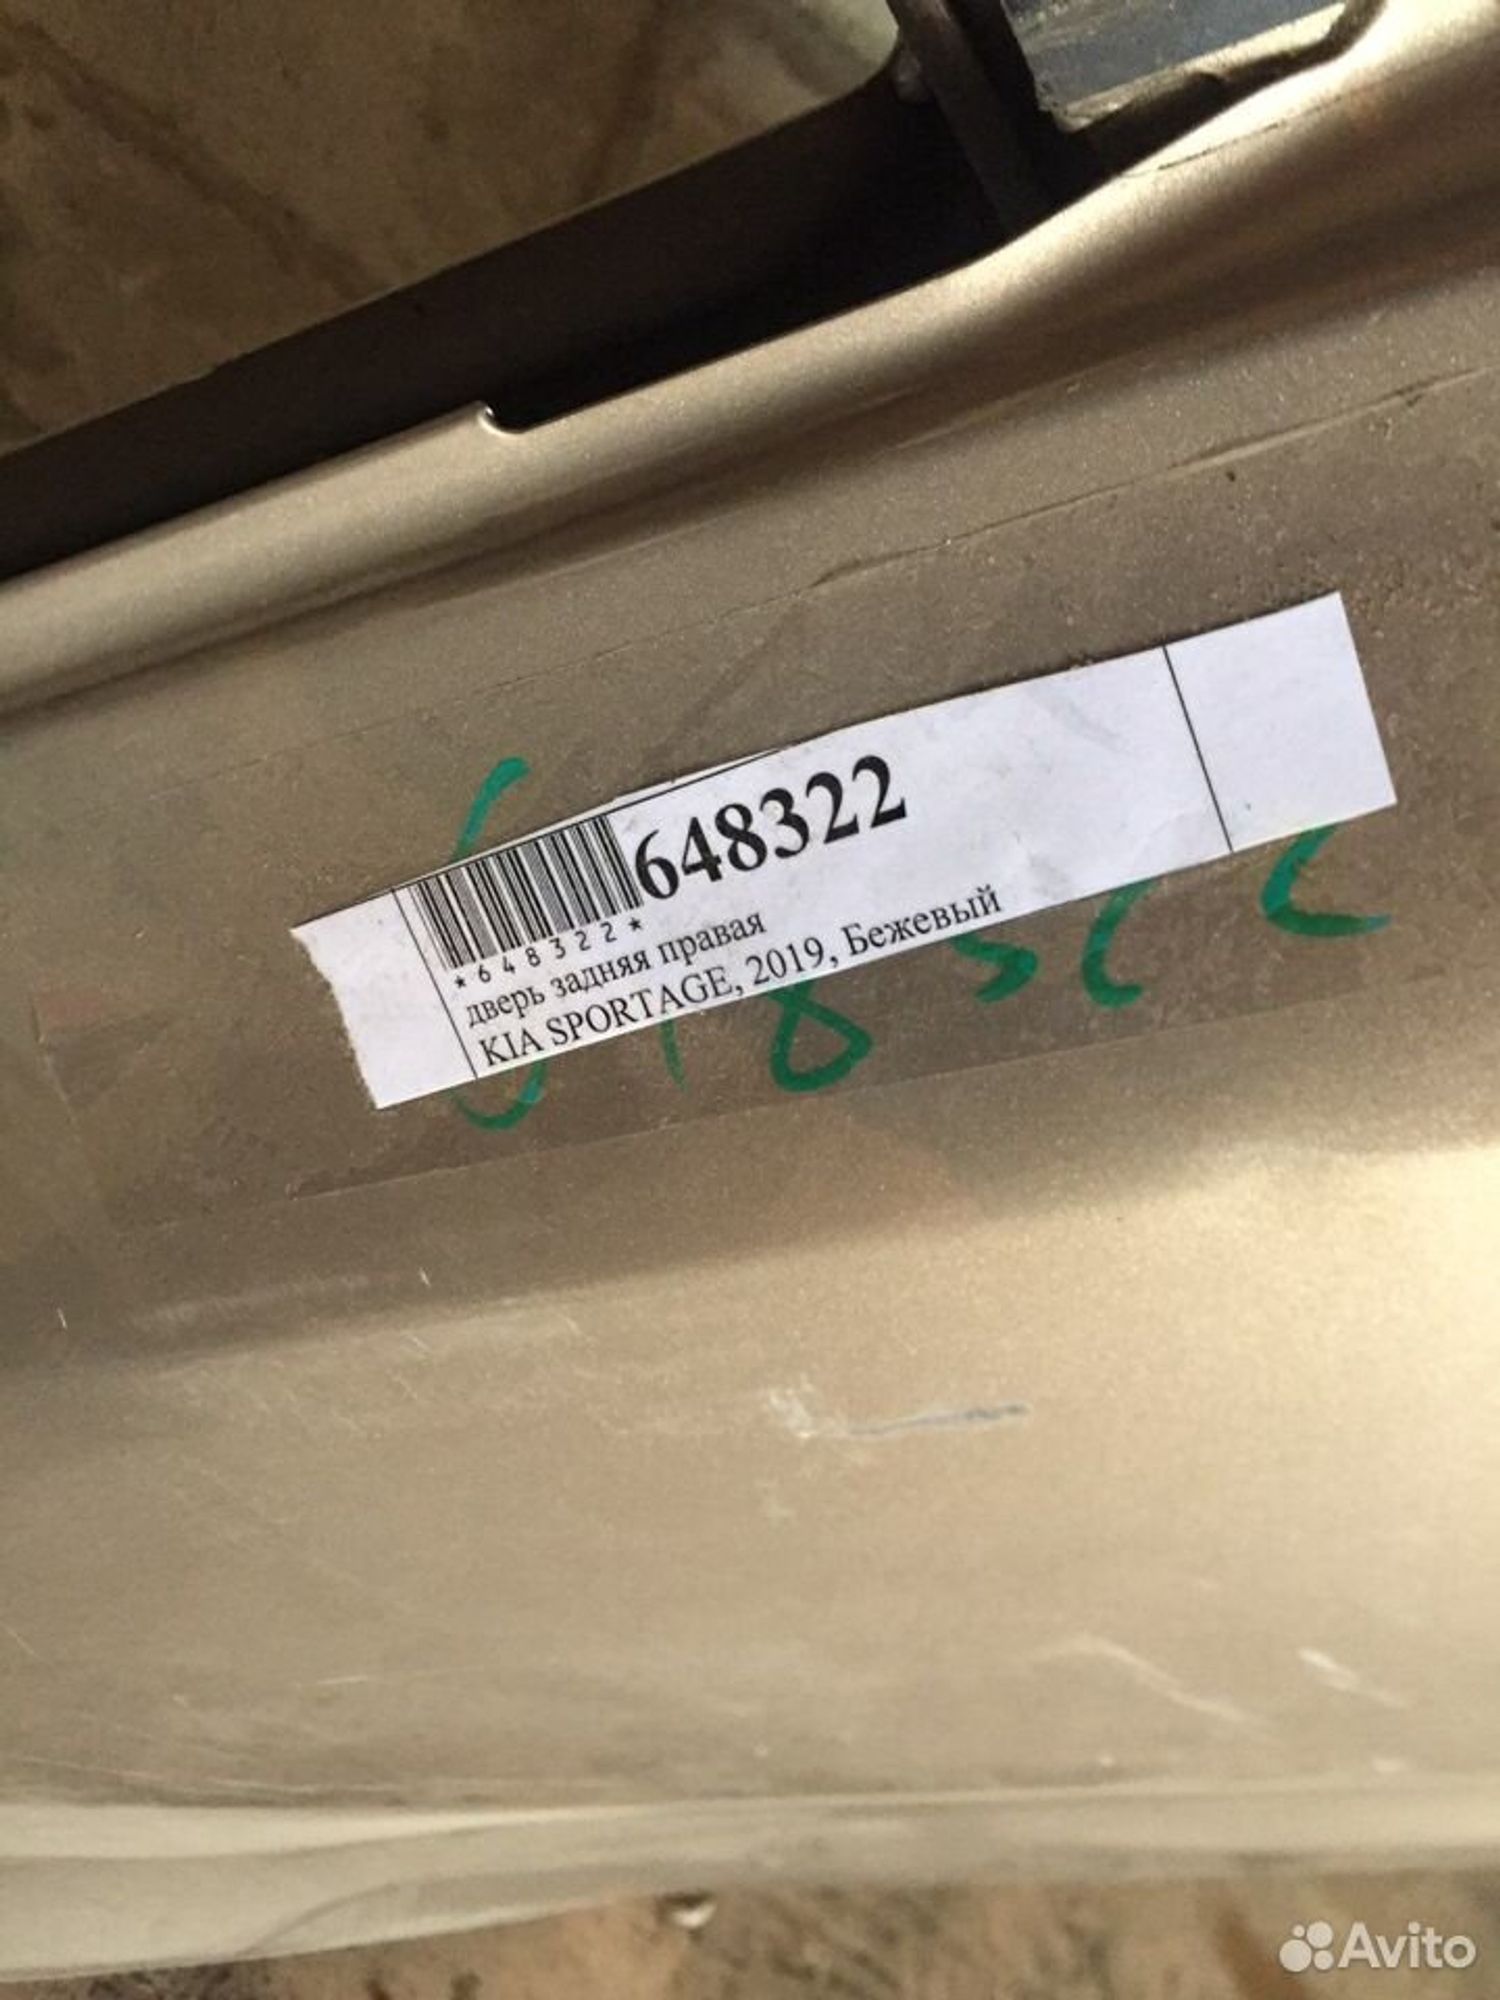 648322
*648322*
дверь задняя правая
KIA SPORTAGE, 2019, Бежевый
Avito